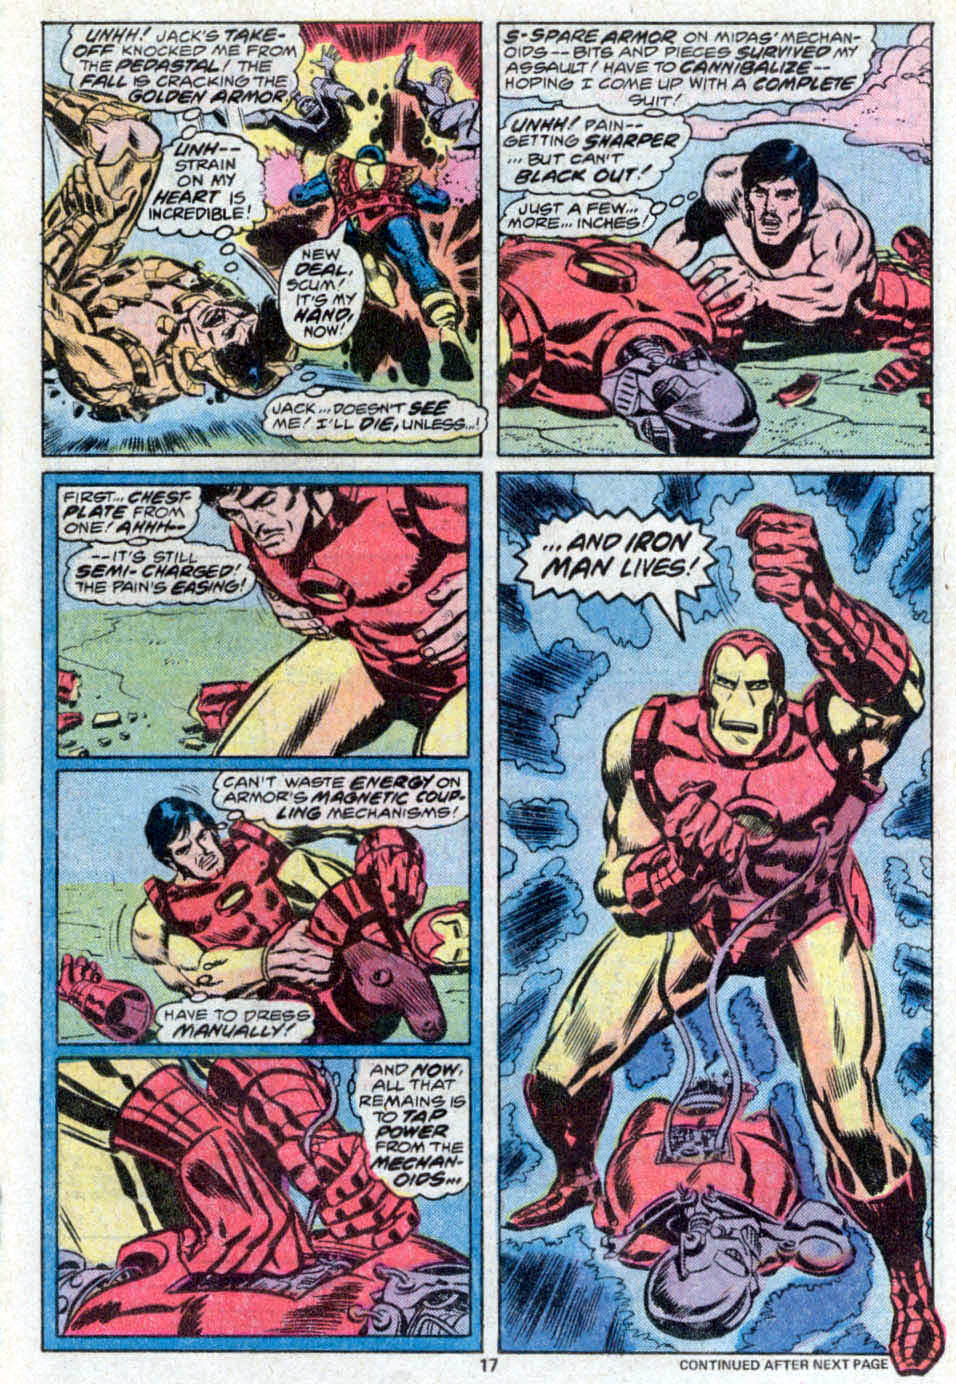 UNHH! JACK'S TAKE-
OFF KNOCKED ME FROM
THE PEDASTAL! THE
FALL IS CRACKING THE
GOLDEN ARMOR!
UNH--
STRAIN
ON MY
HEART IS
INCREDIBLE!
NEW
DEAL,
SCUM!
IT'S MY
HAND,
NOW!
JACK... DOESN'T SEE
ME! I'LL DIE, UNLESS...!
S-SPARE ARMOR ON MIDAS' MECHAN-
OIDS-- BITS AND PIECES SURVIVED MY
ASSAULT! HAVE TO CANNIBALIZE--
HOPING I COME UP WITH A COMPLETE
SUIT!
UNHH! PAIN--
GETTING SHARPER
... BUT CAN'T
BLACK OUT!
JUST A FEW...
MORE... INCHES!
FIRST... CHEST-
PLATE FROM
ONE! AHHH--
--IT'S STILL
SEMI-CHARGED!
THE PAIN'S EASING!
CAN'T WASTE ENERGY ON
ARMOR'S MAGNETIC COUP-
LING MECHANISMS!
HAVE TO DRESS
MANUALLY!
AND NOW,
ALL THAT
REMAINS IS
TO TAP
POWER
FROM THE
MECHAN-
OIDS...
...AND IRON
MAN LIVES!
17
CONTINUED AFTER NEXT PAGE